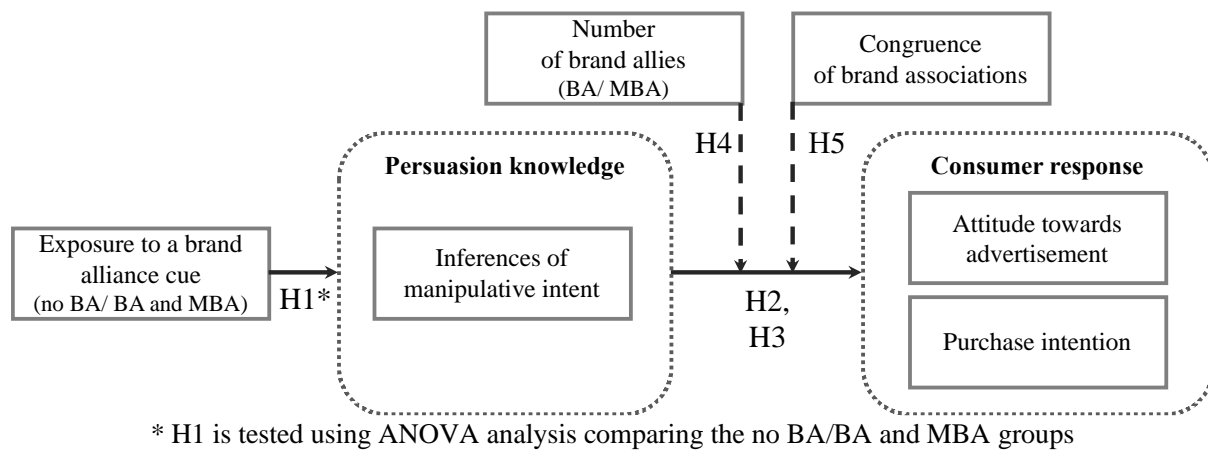 Number
of brand allies
(BA/ MBA)
Congruence
of brand associations
H4
H5
Persuasion knowledge
Consumer response
Exposure to a brand
alliance cue
(no BA/ BA and MBA)
H1*
Inferences of
manipulative intent
H2,
H3
Attitude towards
advertisement
Purchase intention
* H1 is tested using ANOVA analysis comparing the no BA/BA and MBA groups